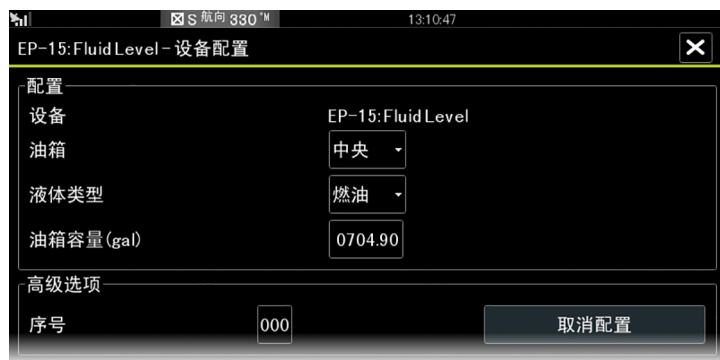 S 航向 330 °M 13:10:47
EP-15:Fluid Level-设备配置
配置
设备 EP-15:Fluid Level
油箱 中央
液体类型 燃油
油箱容量(gal) 0704.90
高级选项
序号 000 取消配置